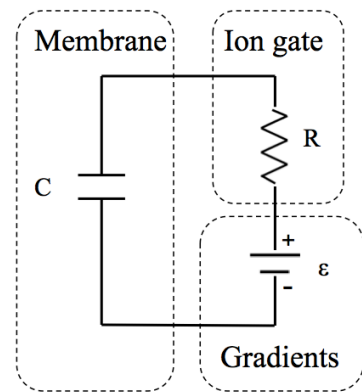 Membrane
Ion gate
R
C
+
ε
-
Gradients